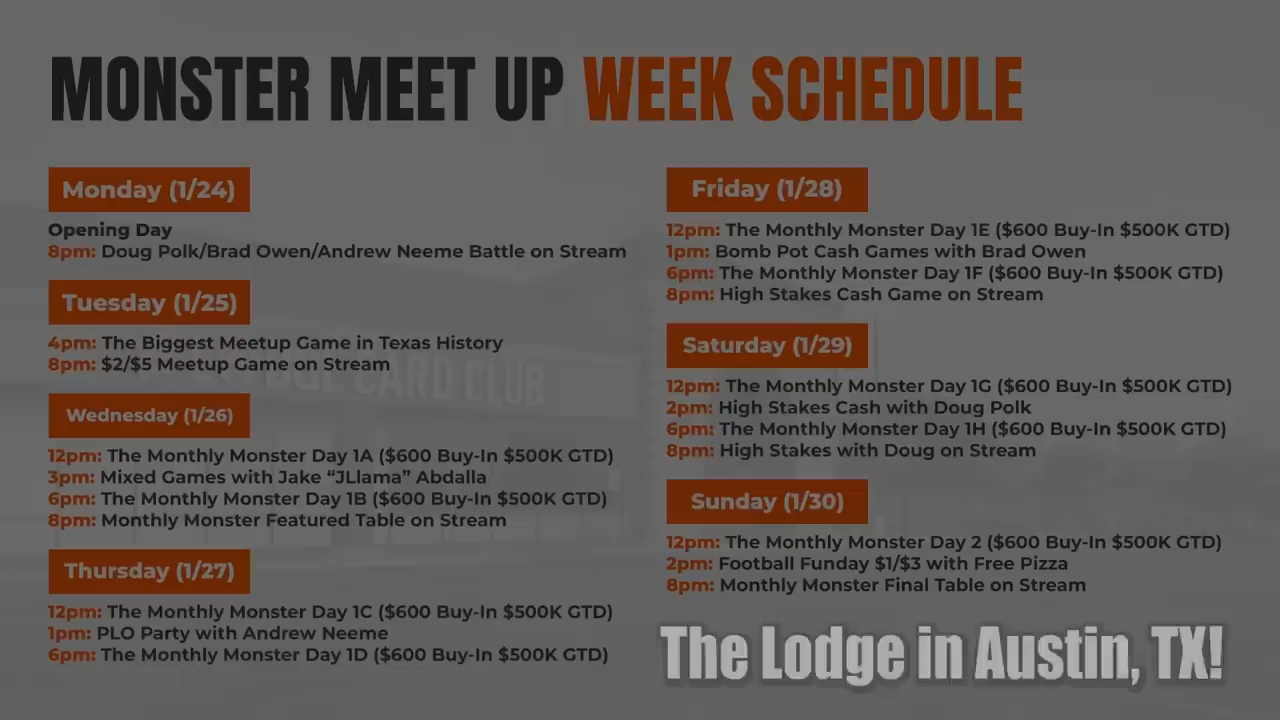 MONSTER MEET UP WEEK SCHEDULE
Monday (1/24)
Opening Day
8pm: Doug Polk/Brad Owen/Andrew Neeme Battle on Stream
Tuesday (1/25)
4pm: The Biggest Meetup Game in Texas History
8pm: $2/$5 Meetup Game on Stream
Wednesday (1/26)
12pm: The Monthly Monster Day 1A ($600 Buy-In $500K GTD)
3pm: Mixed Games with Jake “JLlama” Abdalla
6pm: The Monthly Monster Day 1B ($600 Buy-In $500K GTD)
8pm: Monthly Monster Featured Table on Stream
Thursday (1/27)
12pm: The Monthly Monster Day 1C ($600 Buy-In $500K GTD)
1pm: PLO Party with Andrew Neeme
6pm: The Monthly Monster Day 1D ($600 Buy-In $500K GTD)
Friday (1/28)
12pm: The Monthly Monster Day 1E ($600 Buy-In $500K GTD)
1pm: Bomb Pot Cash Games with Brad Owen
6pm: The Monthly Monster Day 1F ($600 Buy-In $500K GTD)
8pm: High Stakes Cash Game on Stream
Saturday (1/29)
12pm: The Monthly Monster Day 1G ($600 Buy-In $500K GTD)
2pm: High Stakes Cash with Doug Polk
6pm: The Monthly Monster Day 1H ($600 Buy-In $500K GTD)
8pm: High Stakes with Doug on Stream
Sunday (1/30)
12pm: The Monthly Monster Day 2 ($600 Buy-In $500K GTD)
2pm: Football Funday $1/$3 with Free Pizza
8pm: Monthly Monster Final Table on Stream
The Lodge in Austin, TX!
CARD CLUB